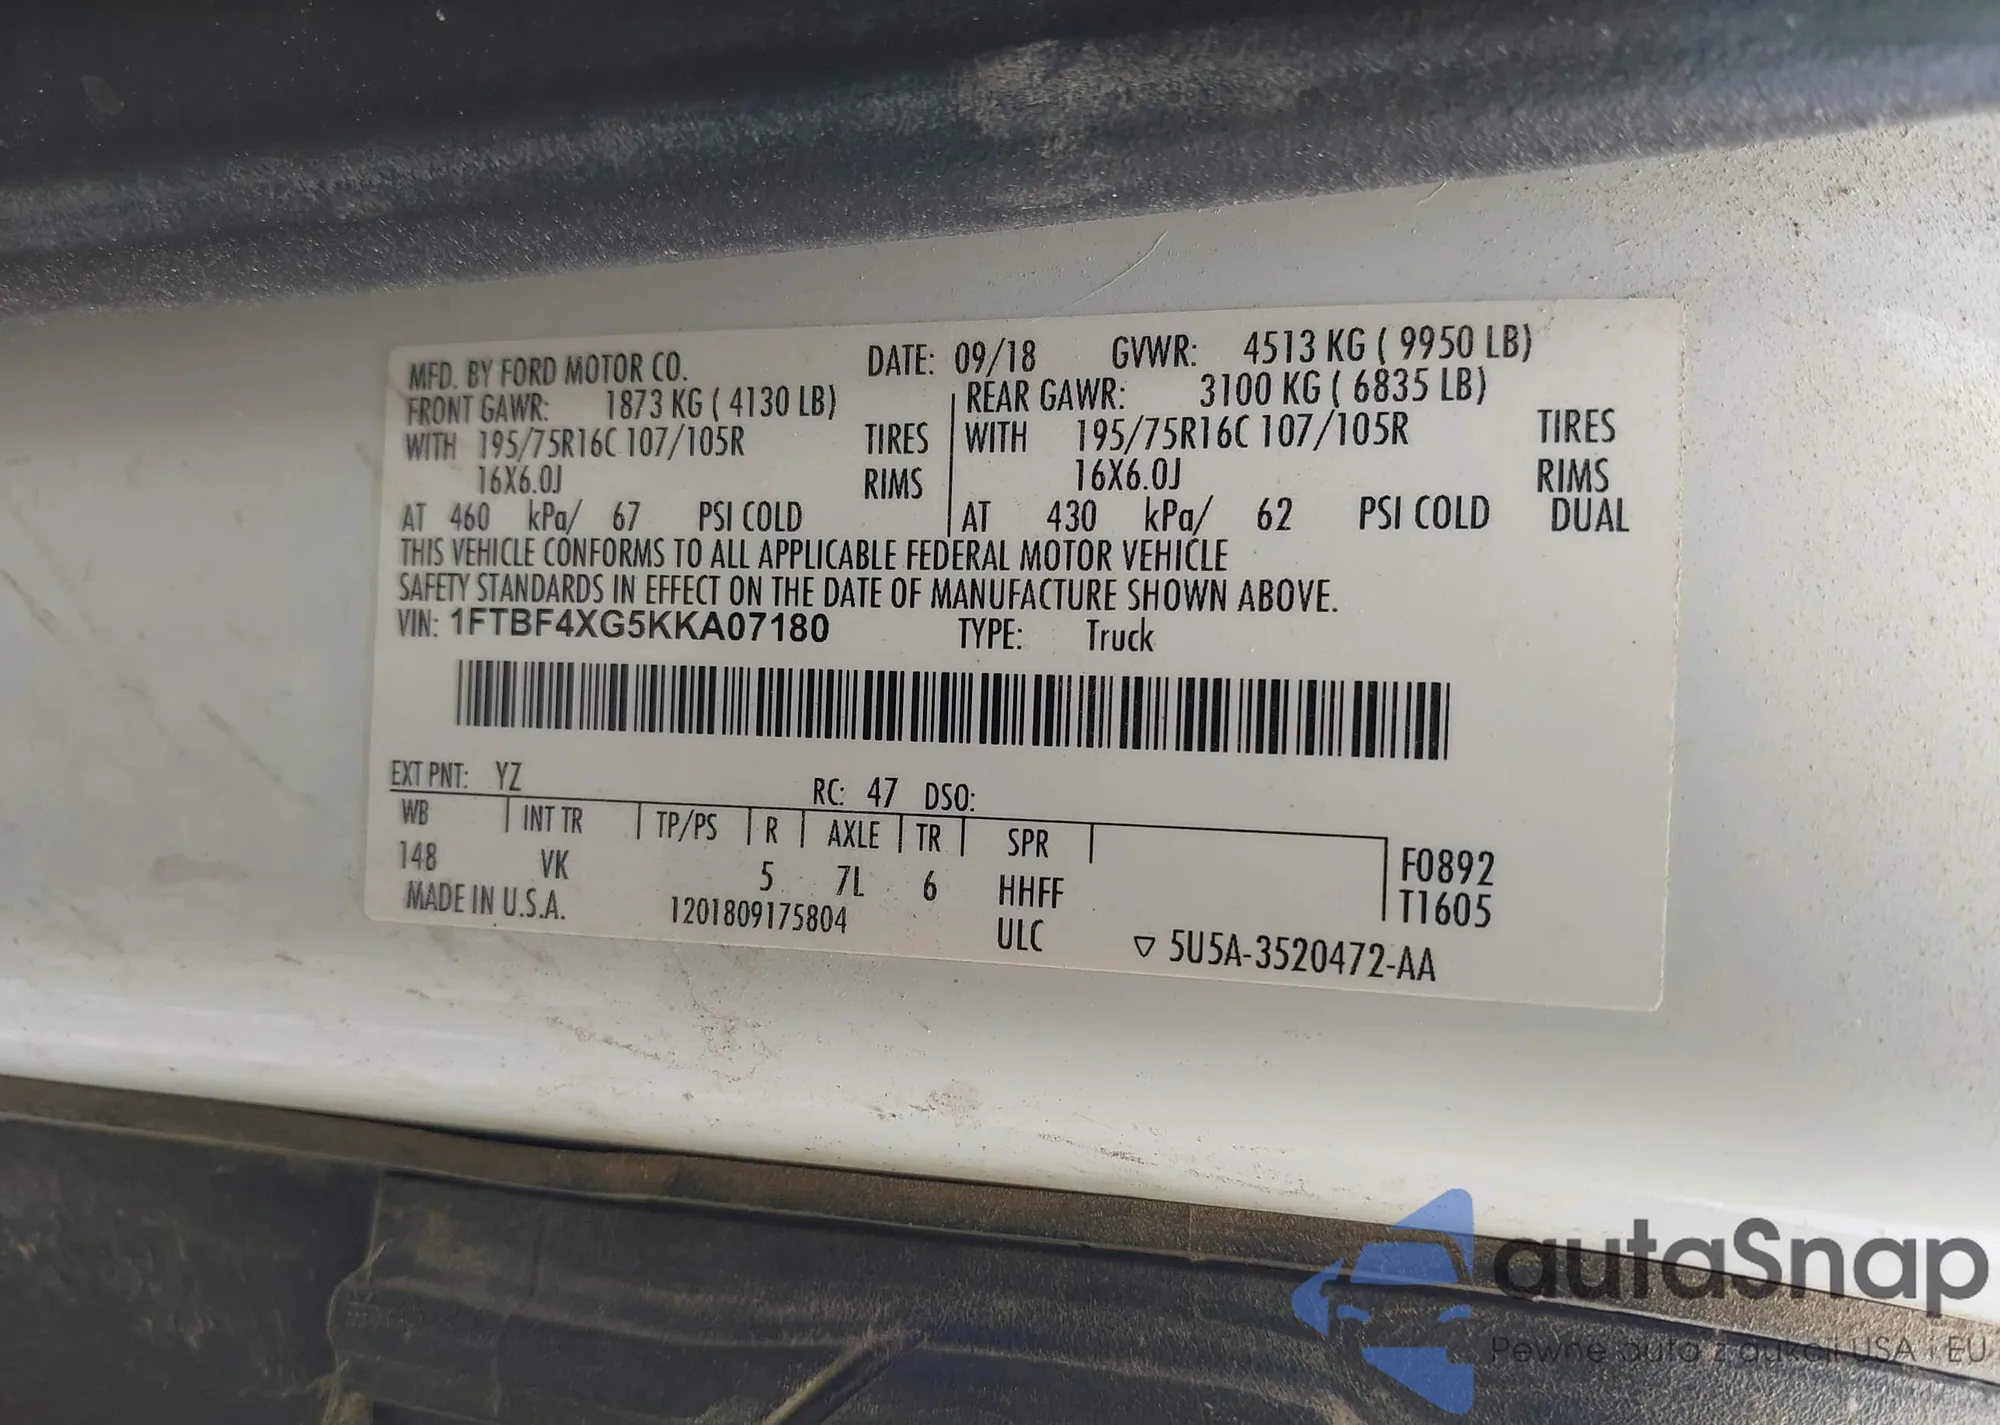 MFD. BY FORD MOTOR CO. DATE: 09/18 GVWR: 4513 KG ( 9950 LB)
FRONT GAWR: 1873 KG ( 4130 LB) REAR GAWR: 3100 KG ( 6835 LB)
WITH 195/75R16C 107/105R TIRES WITH 195/75R16C 107/105R TIRES
16X6.0J RIMS 16X6.0J RIMS
AT 460 kPa/ 67 PSI COLD AT 430 kPa/ 62 PSI COLD DUAL
THIS VEHICLE CONFORMS TO ALL APPLICABLE FEDERAL MOTOR VEHICLE
SAFETY STANDARDS IN EFFECT ON THE DATE OF MANUFACTURE SHOWN ABOVE.
VIN: 1FTBF4XG5KKA07180 TYPE: Truck
EXT PNT: YZ RC: 47 DSO:
WB INT TR TP/PS R AXLE TR SPR
148 VK 5 7L 6 HHFF F0892
T1605
MADE IN U.S.A. 1201809175804 ULC ▽ 5U5A-3520472-AA
autaSnap
Pewne auta z aukcji USA i EU